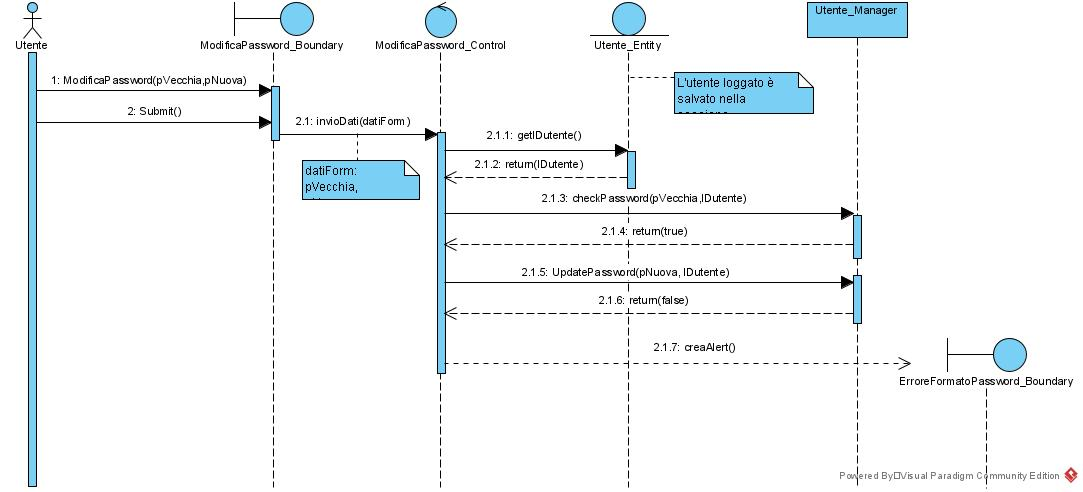 Utente
ModificaPassword_Boundary
ModificaPassword_Control
Utente_Entity
Utente_Manager
L'utente loggato è
salvato nella
1: ModificaPassword(pVecchia,pNuova)
2: Submit()
2.1: invioDati(datiForm)
datiForm:
pVecchia,
2.1.1: getIDutente()
2.1.2: return(IDutente)
2.1.3: checkPassword(pVecchia,IDutente)
2.1.4: return(true)
2.1.5: UpdatePassword(pNuova, IDutente)
2.1.6: return(false)
2.1.7: creaAlert()
ErroreFormatoPassword_Boundary
Powered By Visual Paradigm Community Edition